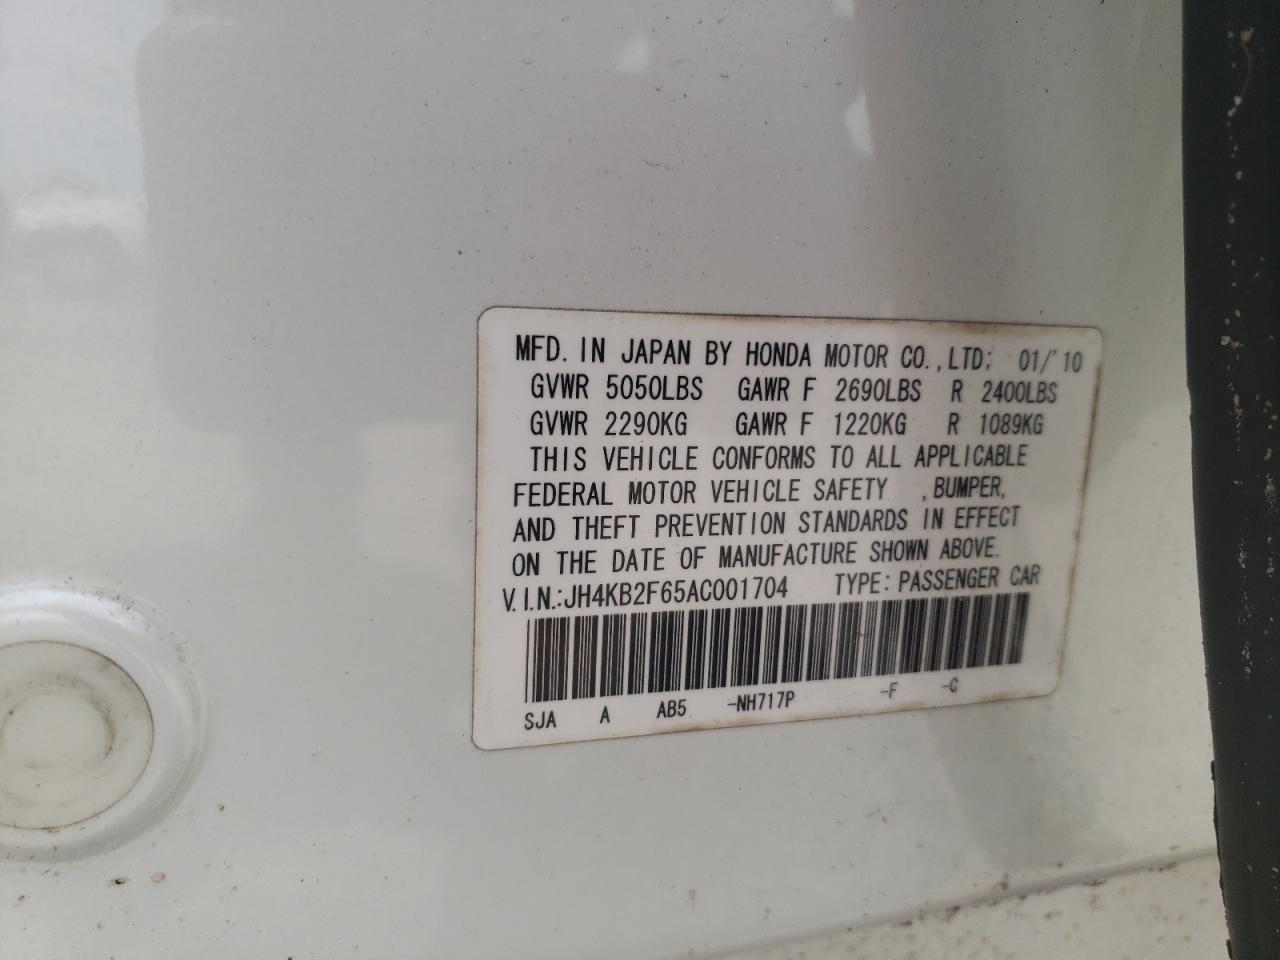 MFD. IN JAPAN BY HONDA MOTOR CO., LTD; 01/'10
GVWR 5050LBS GAWR F 2690LBS R 2400LBS
GVWR 2290KG GAWR F 1220KG R 1089KG
THIS VEHICLE CONFORMS TO ALL APPLICABLE
FEDERAL MOTOR VEHICLE SAFETY , BUMPER,
AND THEFT PREVENTION STANDARDS IN EFFECT
ON THE DATE OF MANUFACTURE SHOWN ABOVE.
V.I.N.:JH4KB2F65AC001704 TYPE: PASSENGER CAR
SJA A AB5 -NH717P -F -C